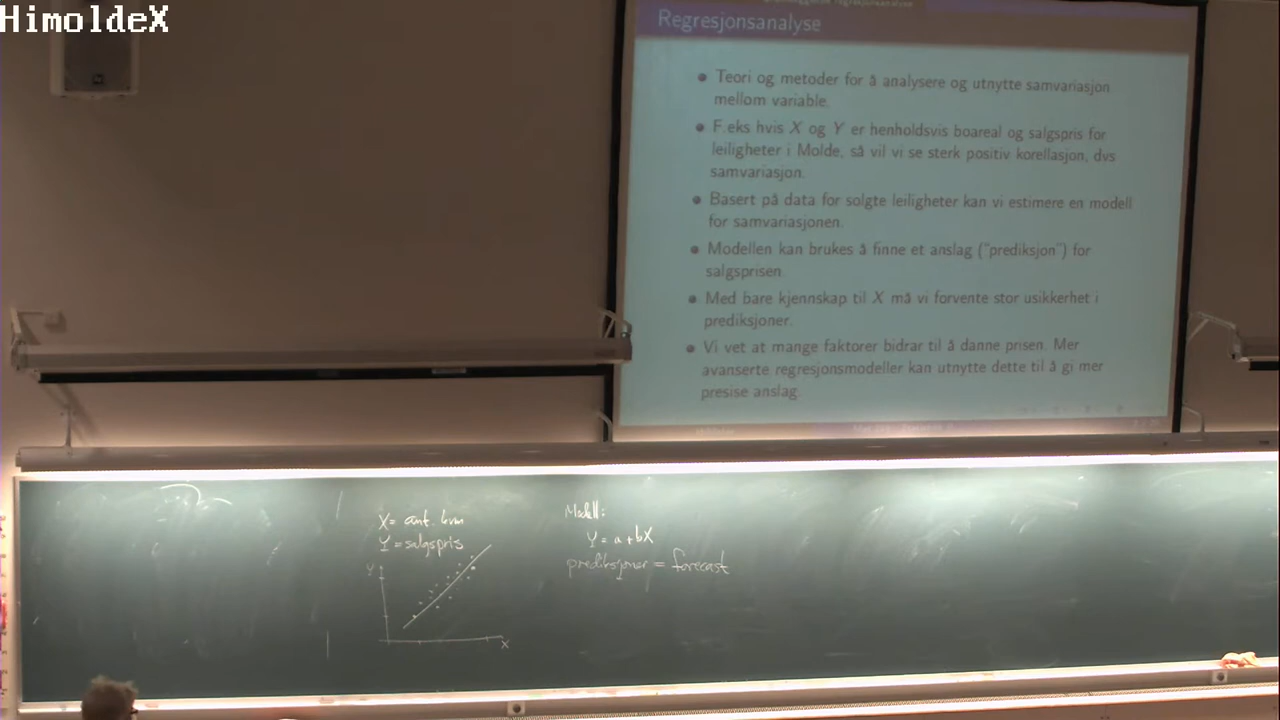 HimoldeX
Regresjonsanalyse
Teori og metoder for å analysere og utnytte samvariasjon
mellom variable.
F.eks hvis X og Y er henholdsvis boareal og salgspris for
leiligheter i Molde, så vil vi se sterk positiv korellasjon, dvs
samvariasjon.
Basert på data for solgte leiligheter kan vi estimere en modell
for samvariasjonen.
Modellen kan brukes å finne et anslag ("prediksjon") for
salgsprisen.
Med bare kjennskap til X må vi forvente stor usikkerhet i
prediksjoner.
Vi vet at mange faktorer bidrar til å danne prisen. Mer
avanserte regresjonsmodeller kan utnytte dette til å gi mer
presise anslag.
X= ant. kvm
Y=salgspris
Y
X
Modell:
Y = a+bX
prediksjoner = forecast